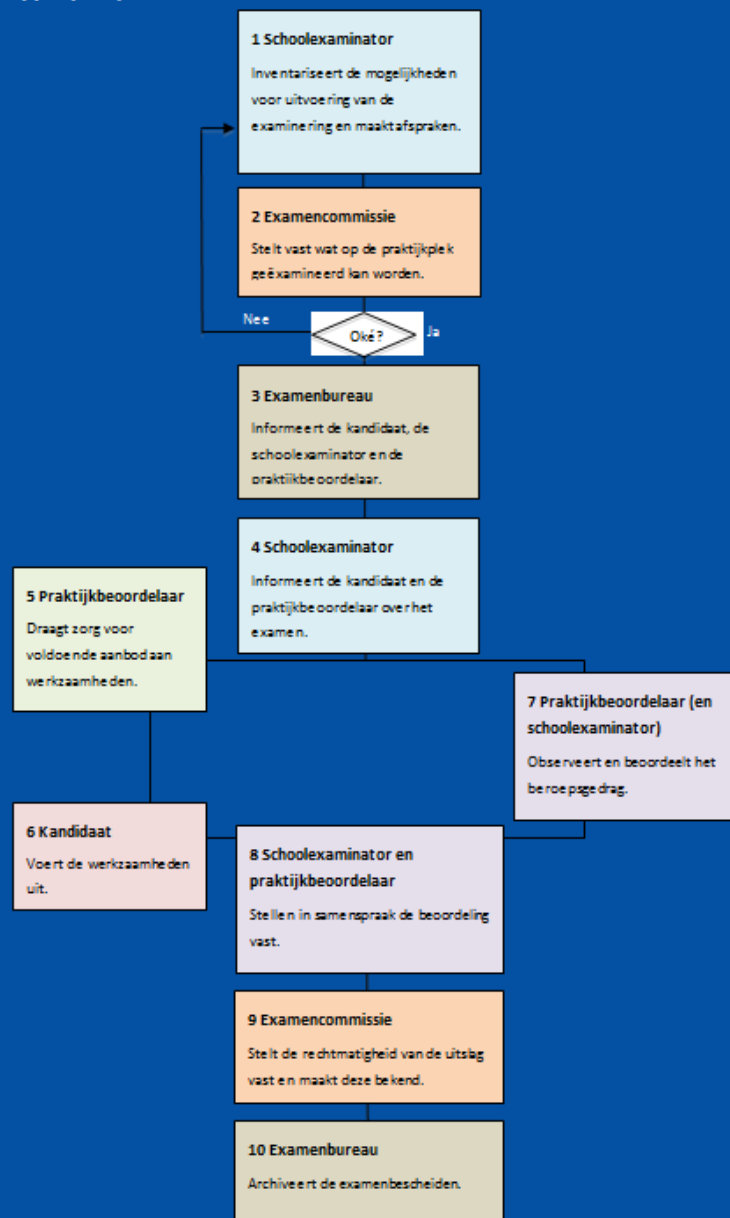 1 Schoolexaminator
Inventariseert de mogelijkheden
voor uitvoering van de
examinering en maakt afspraken.
2 Examencommissie
Stelt vast wat op de praktijkplek
geëxamineerd kan worden.
Nee
Oké?
Ja
3 Examenbureau
Informeert de kandidaat, de
schoolexaminator en de
praktijkbeoordelaar.
4 Schoolexaminator
Informeert de kandidaat en de
praktijkbeoordelaar over het
examen.
5 Praktijkbeoordelaar
Draagt zorg voor
voldoende aanbod aan
werkzaamheden.
6 Kandidaat
Voert de werkzaamheden
uit.
7 Praktijkbeoordelaar (en
schoolexaminator)
Observeert en beoordeelt het
beroepsgedrag.
8 Schoolexaminator en
praktijkbeoordelaar
Stellen in samenspraak de beoordeling
vast.
9 Examencommissie
Stelt de rechtmatigheid van de uitslag
vast en maakt deze bekend.
10 Examenbureau
Archiveert de examenbescheiden.